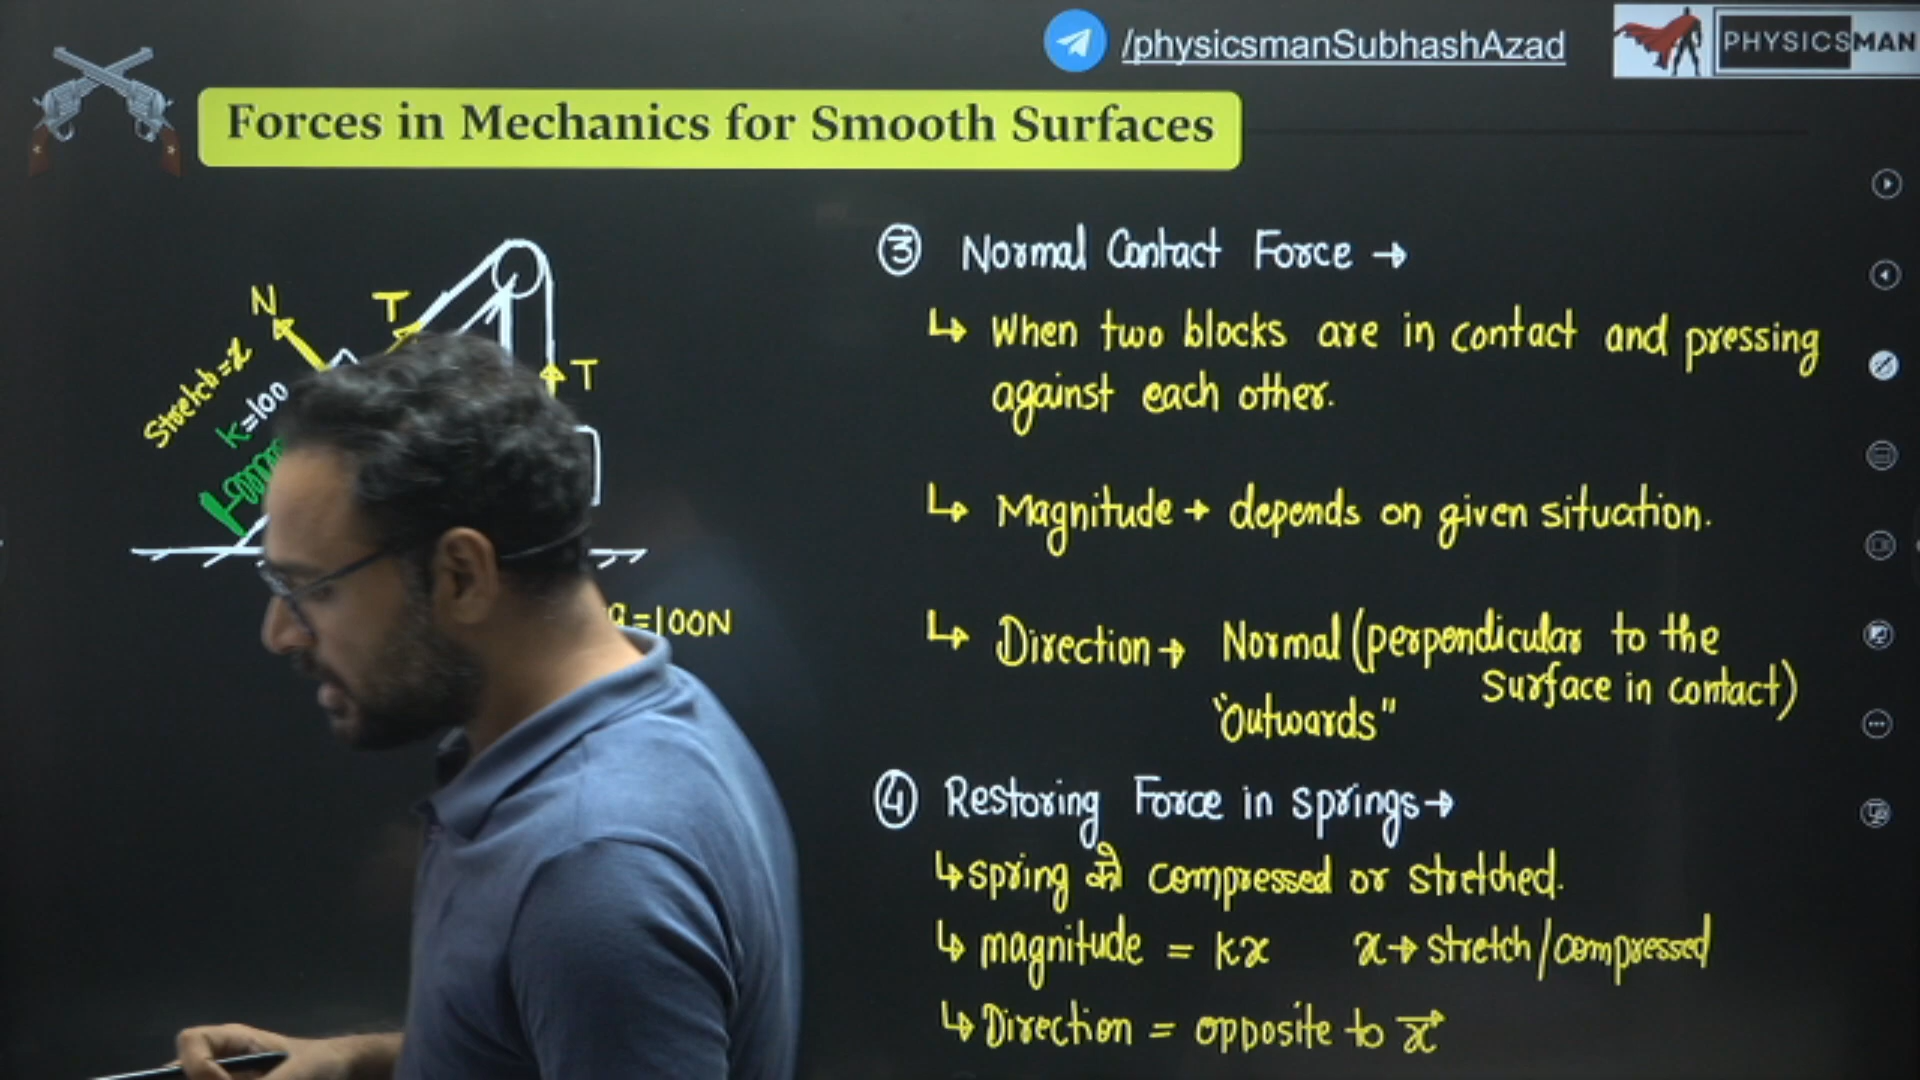 /physicsmanSubhashAzad
PHYSICSMAN
Forces in Mechanics for Smooth Surfaces
N
T
Stretch=x
k=100
T
g=100N
③ Normal Contact Force →
↳ When two blocks are in contact and pressing
against each other.
↳ Magnitude → depends on given situation.
↳ Direction → Normal (perpendicular to the
surface in contact)
"Outwards"
④ Restoring Force in springs →
↳ spring को compressed or stretched.
↳ magnitude = kx x → stretch/compressed
↳ Direction = opposite to x⃗